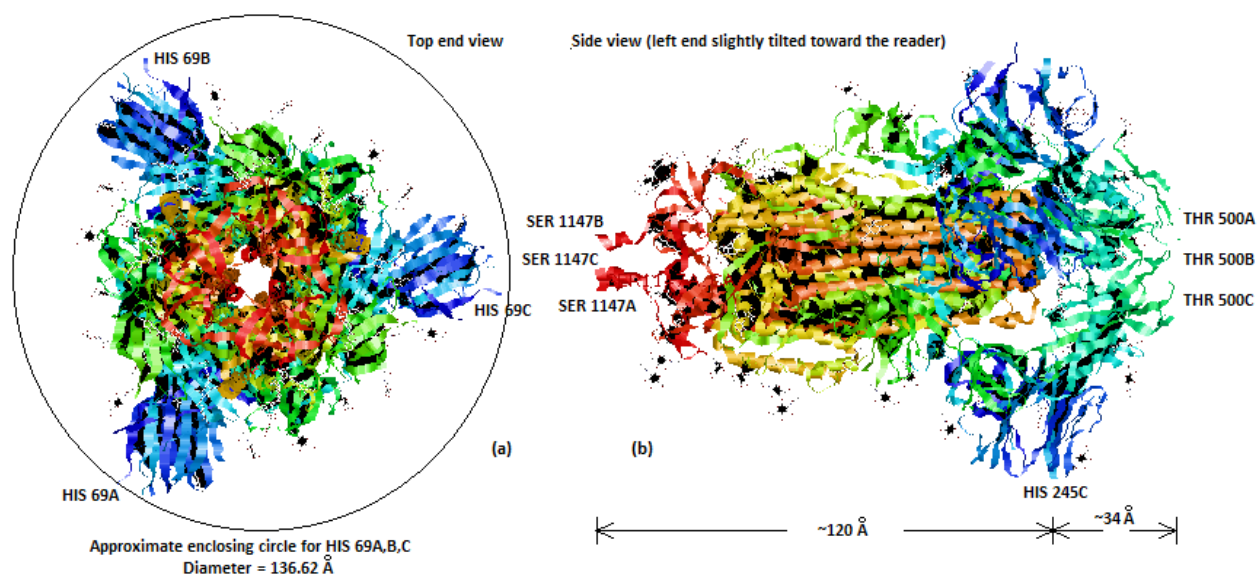 Top end view
Side view (left end slightly tilted toward the reader)
HIS 69B
HIS 69C
HIS 69A
(a)
Approximate enclosing circle for HIS 69A,B,C
Diameter = 136.62 Å
SER 1147B
SER 1147C
SER 1147A
THR 500A
THR 500B
THR 500C
(b)
HIS 245C
~120 Å
~34 Å